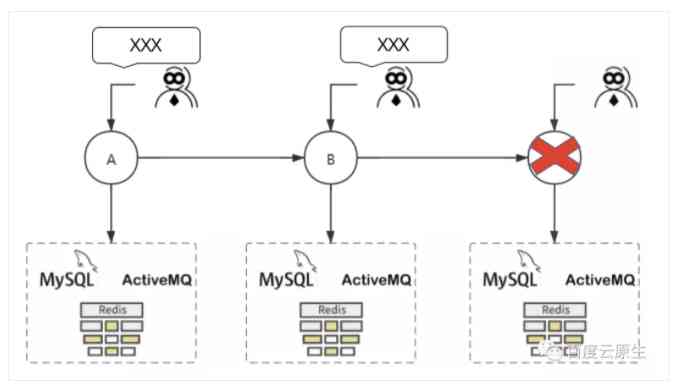 XXX
XXX
A
B
MySQL ActiveMQ
Redis
MySQL ActiveMQ
Redis
MySQL ActiveMQ
Redis
百度云原生